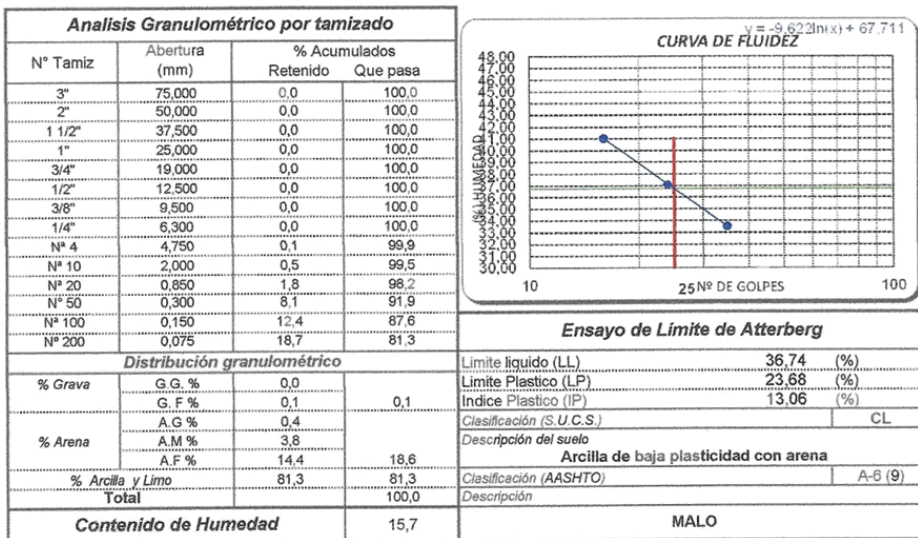 Analisis Granulométrico por tamizado
N° Tamiz Abertura (mm) % Acumulados
Retenido Que pasa
3" 75,000 0,0 100,0
2" 50,000 0,0 100,0
1 1/2" 37,500 0,0 100,0
1" 25,000 0,0 100,0
3/4" 19,000 0,0 100,0
1/2" 12,500 0,0 100,0
3/8" 9,500 0,0 100,0
1/4" 6,300 0,0 100,0
Nª 4 4,750 0,1 99,9
Nª 10 2,000 0,5 99,5
Nª 20 0,850 1,8 98,2
N° 50 0,300 8,1 91,9
Nª 100 0,150 12,4 87,6
Nª 200 0,075 18,7 81,3
Distribución granulométrico
% Grava G.G. % 0,0
G. F % 0,1 0,1
% Arena A.G % 0,4
A.M % 3,8
A.F % 14,4 18,6
% Arcilla y Limo 81,3 81,3
Total 100,0
Contenido de Humedad 15,7
y = -9,622ln(x) + 67,711
CURVA DE FLUIDEZ
48,00
47,00
46,00
45,00
44,00
43,00
42,00
41,00
40,00
39,00
38,00
37,00
36,00
35,00
34,00
33,00
32,00
31,00
30,00
% HUMEDAD
10 25 Nº DE GOLPES 100
Ensayo de Límite de Atterberg
Limite liquido (LL) 36,74 (%)
Limite Plastico (LP) 23,68 (%)
Indice Plastico (IP) 13,06 (%)
Clasificación (S.U.C.S.) CL
Descripción del suelo
Arcilla de baja plasticidad con arena
Clasificación (AASHTO) A-6 (9)
Descripción
MALO